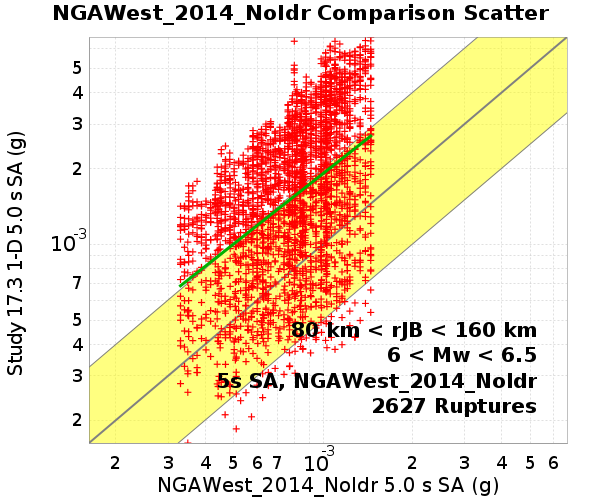 NGAWest_2014_NoIdr Comparison Scatter
Study 17.3 1-D 5.0 s SA (g)
5
4
3
2
10-3
7
5
4
3
2
80 km < rJB < 160 km
6 < Mw < 6.5
5s SA, NGAWest_2014_NoIdr
2627 Ruptures
2 3 4 5 6 7 10-3 2 3 4 5 6
NGAWest_2014_NoIdr 5.0 s SA (g)